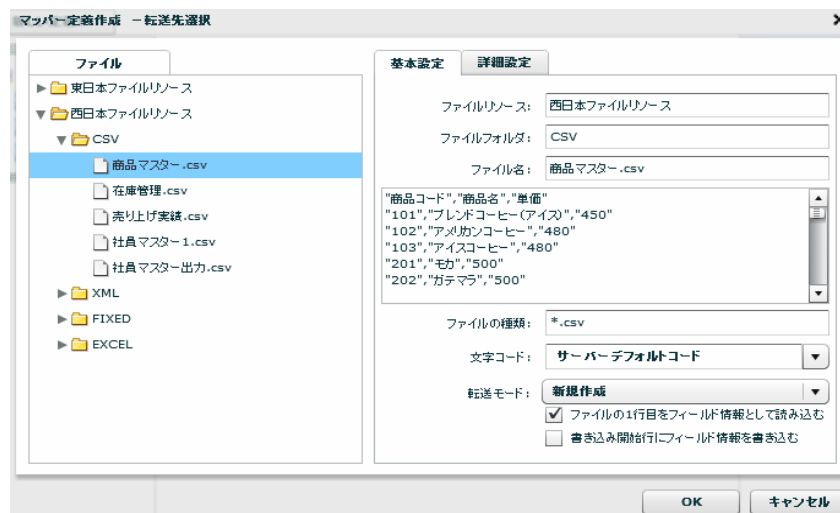 マッパー定義作成 －転送先選択
ファイル
東日本ファイルリソース
西日本ファイルリソース
CSV
商品マスター.csv
在庫管理.csv
売り上げ実績.csv
社員マスター1.csv
社員マスター出力.csv
XML
FIXED
EXCEL
基本設定
詳細設定
ファイルリソース: 西日本ファイルリソース
ファイルフォルダ: CSV
ファイル名: 商品マスター.csv
"商品コード","商品名","単価"
"101","ブレンドコーヒー(アイス)","450"
"102","アメリカンコーヒー","480"
"103","アイスコーヒー","480"
"201","モカ","500"
"202","ガテマラ","500"
ファイルの種類: *.csv
文字コード: サーバーデフォルトコード
転送モード: 新規作成
ファイルの1行目をフィールド情報として読み込む
書き込み開始行にフィールド情報を書き込む
OK
キャンセル